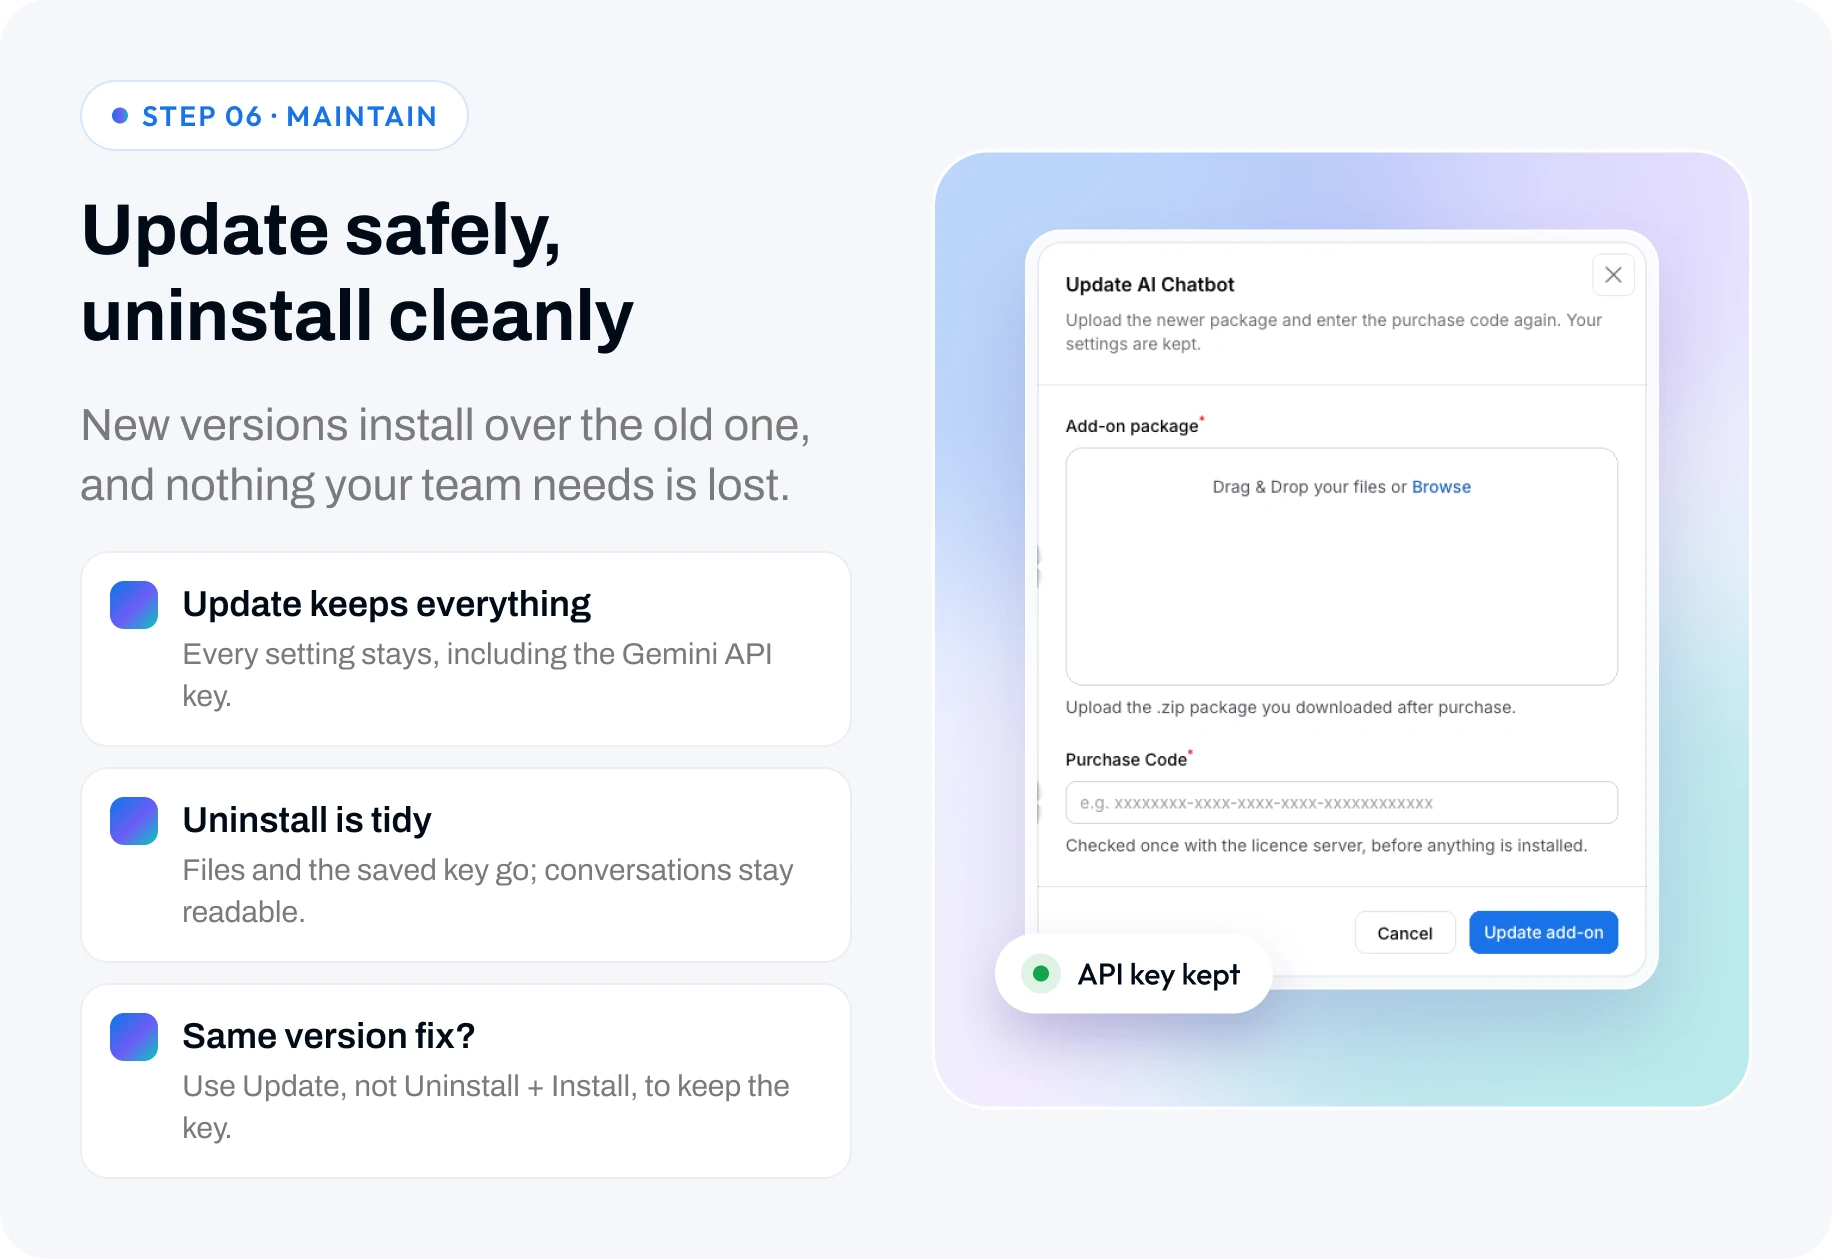 STEP 06 · MAINTAIN
Update safely,
uninstall cleanly
New versions install over the old one,
and nothing your team needs is lost.
Update keeps everything
Every setting stays, including the Gemini API
key.
Uninstall is tidy
Files and the saved key go; conversations stay
readable.
Same version fix?
Use Update, not Uninstall + Install, to keep the
key.
Update AI Chatbot
Upload the newer package and enter the purchase code again. Your
settings are kept.
Add-on package*
Drag & Drop your files or Browse
Upload the .zip package you downloaded after purchase.
Purchase Code*
e.g. xxxxxxxx-xxxx-xxxx-xxxx-xxxxxxxxxxxx
Checked once with the licence server, before anything is installed.
Cancel
Update add-on
API key kept